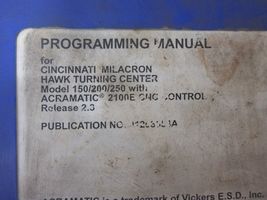 PROGRAMMING MANUAL
for
CINCINNATI MILACRON
HAWK TURNING CENTER
Model 150/200/250 with
ACRAMATIC® 2100E CNC CONTROL
Release 2.3
PUBLICATION NO.
ACRAMATIC is a trademark of Vickers E.S.D., Inc.